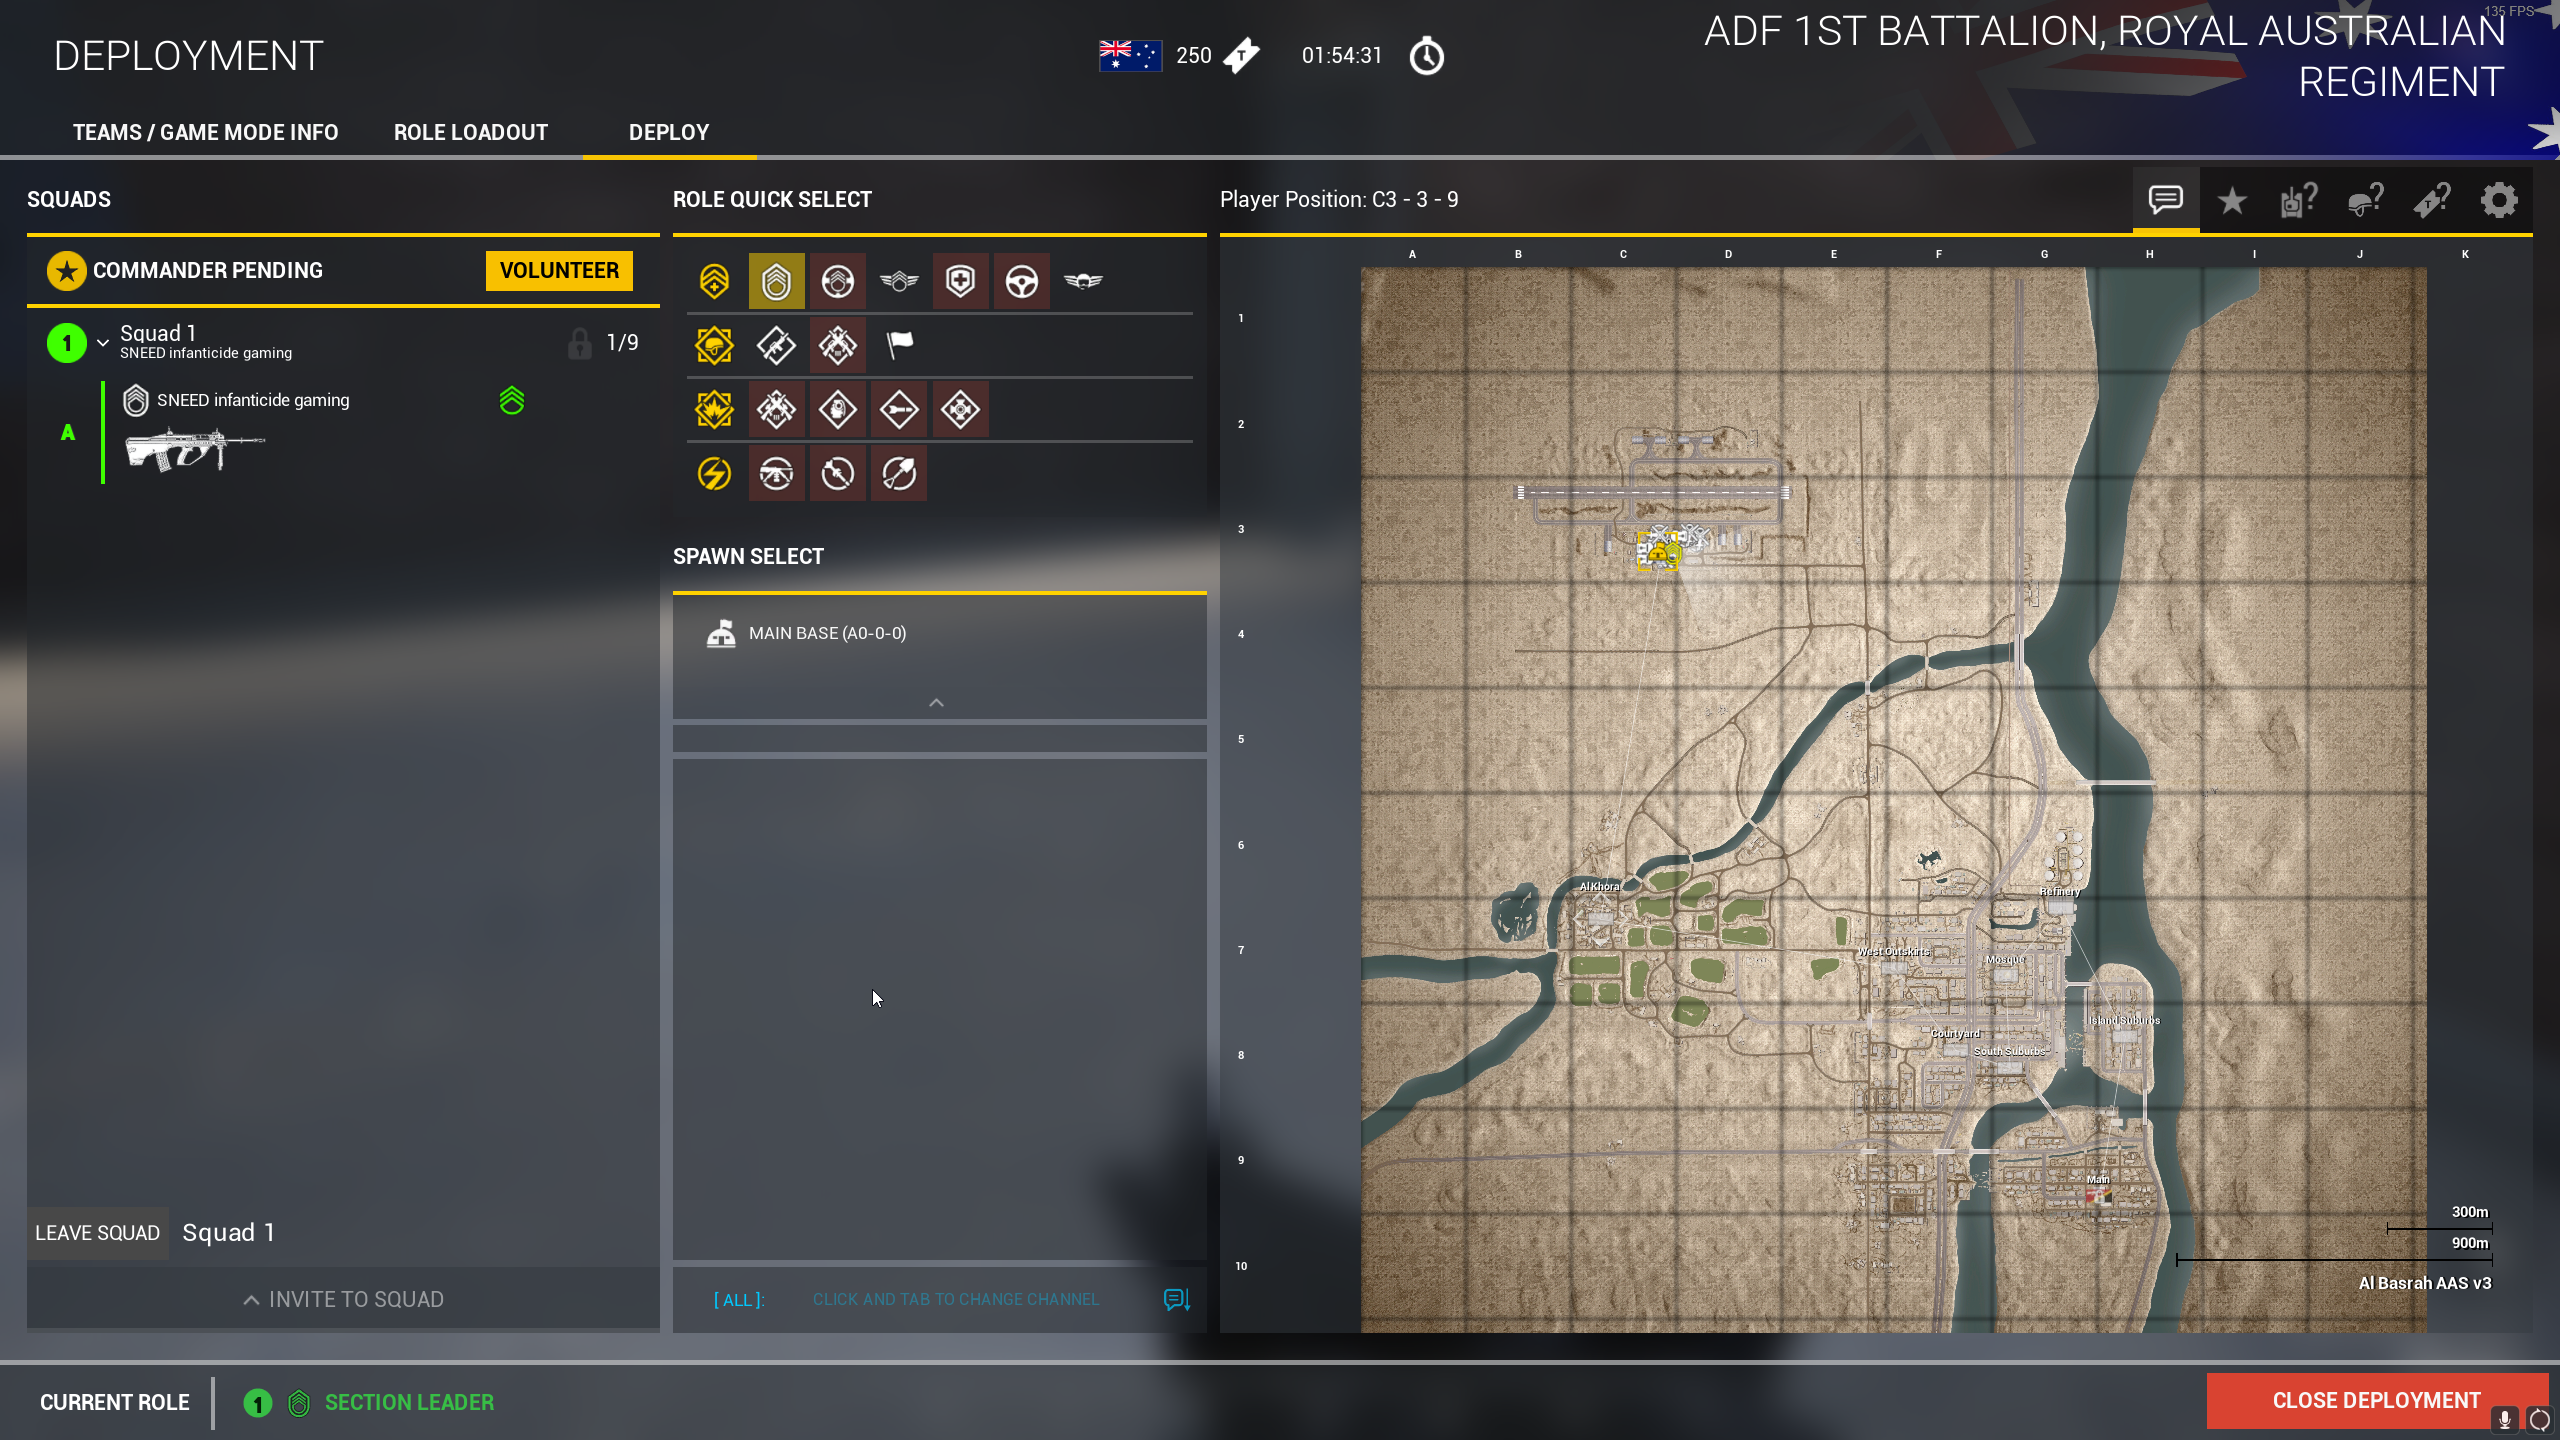 135 FPS
DEPLOYMENT
250
T
01:54:31
ADF 1ST BATTALION, ROYAL AUSTRALIAN
REGIMENT
TEAMS / GAME MODE INFO
ROLE LOADOUT
DEPLOY
SQUADS
COMMANDER PENDING
VOLUNTEER
1
Squad 1
SNEED infanticide gaming
1/9
A
SNEED infanticide gaming
LEAVE SQUAD
Squad 1
INVITE TO SQUAD
ROLE QUICK SELECT
SPAWN SELECT
MAIN BASE (A0-0-0)
[ ALL ]:
CLICK AND TAB TO CHANGE CHANNEL
Player Position: C3 - 3 - 9
? ? T ?
A B C D E F G H I J K
1
2
3
4
5
6
7
8
9
10
Al Khora
Refinery
West Outskirts
Mosque
Island Suburbs
Courtyard
South Suburbs
Main
300m
900m
Al Basrah AAS v3
CURRENT ROLE
1
SECTION LEADER
CLOSE DEPLOYMENT